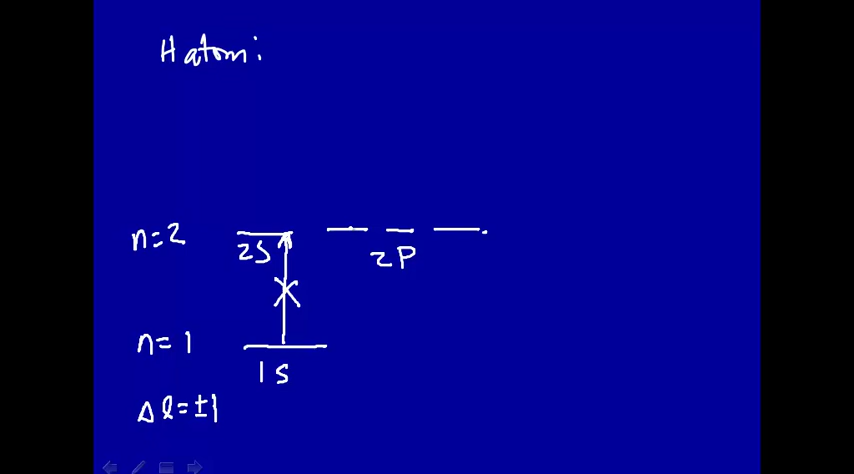 H atom:
n=2
2S
2P
n=1
1s
Δl=±1